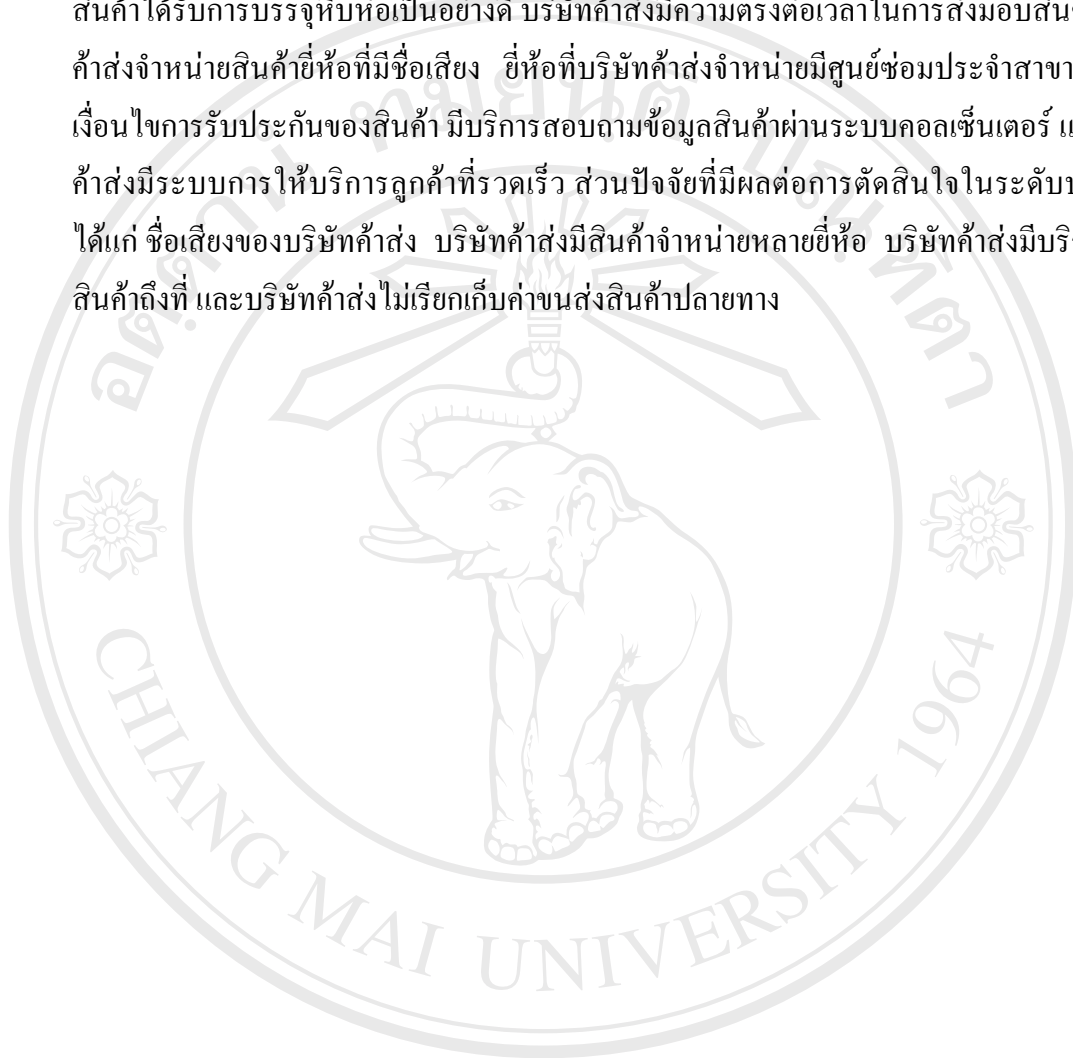 สินค้าได้รับการบรรจุหีบห่อเป็นอย่างดี บริษัทค้าส่งมีความตรงต่อเวลาในการส่งมอบสิน
ค้าส่งจำหน่ายสินค้ายี่ห้อที่มีชื่อเสียง ยี่ห้อที่บริษัทค้าส่งจำหน่ายมีศูนย์ซ่อมประจำสาขา
เงื่อนไขการรับประกันของสินค้า มีบริการสอบถามข้อมูลสินค้าผ่านระบบคอลเซ็นเตอร์
ค้าส่งมีระบบการให้บริการลูกค้าที่รวดเร็ว ส่วนปัจจัยที่มีผลต่อการตัดสินใจในระดับ
ได้แก่ ชื่อเสียงของบริษัทค้าส่ง บริษัทค้าส่งมีสินค้าจำหน่ายหลายยี่ห้อ บริษัทค้าส่งมี
สินค้าถึงที่ และบริษัทค้าส่งไม่เรียกเก็บค่าขนส่งสินค้าปลายทาง
อตฺตานํ ทมยนฺติ ปณฺฑิตา
CHIANG MAI UNIVERSITY 1964